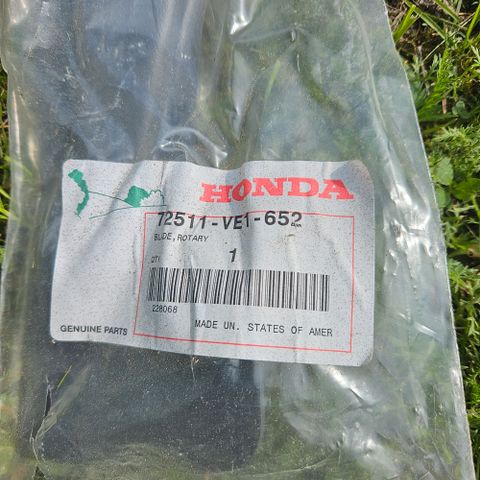 HONDA
72511-VE1-652
BLADE, ROTARY
QTY 1
228068
MADE UN. STATES OF AMER
GENUINE PARTS